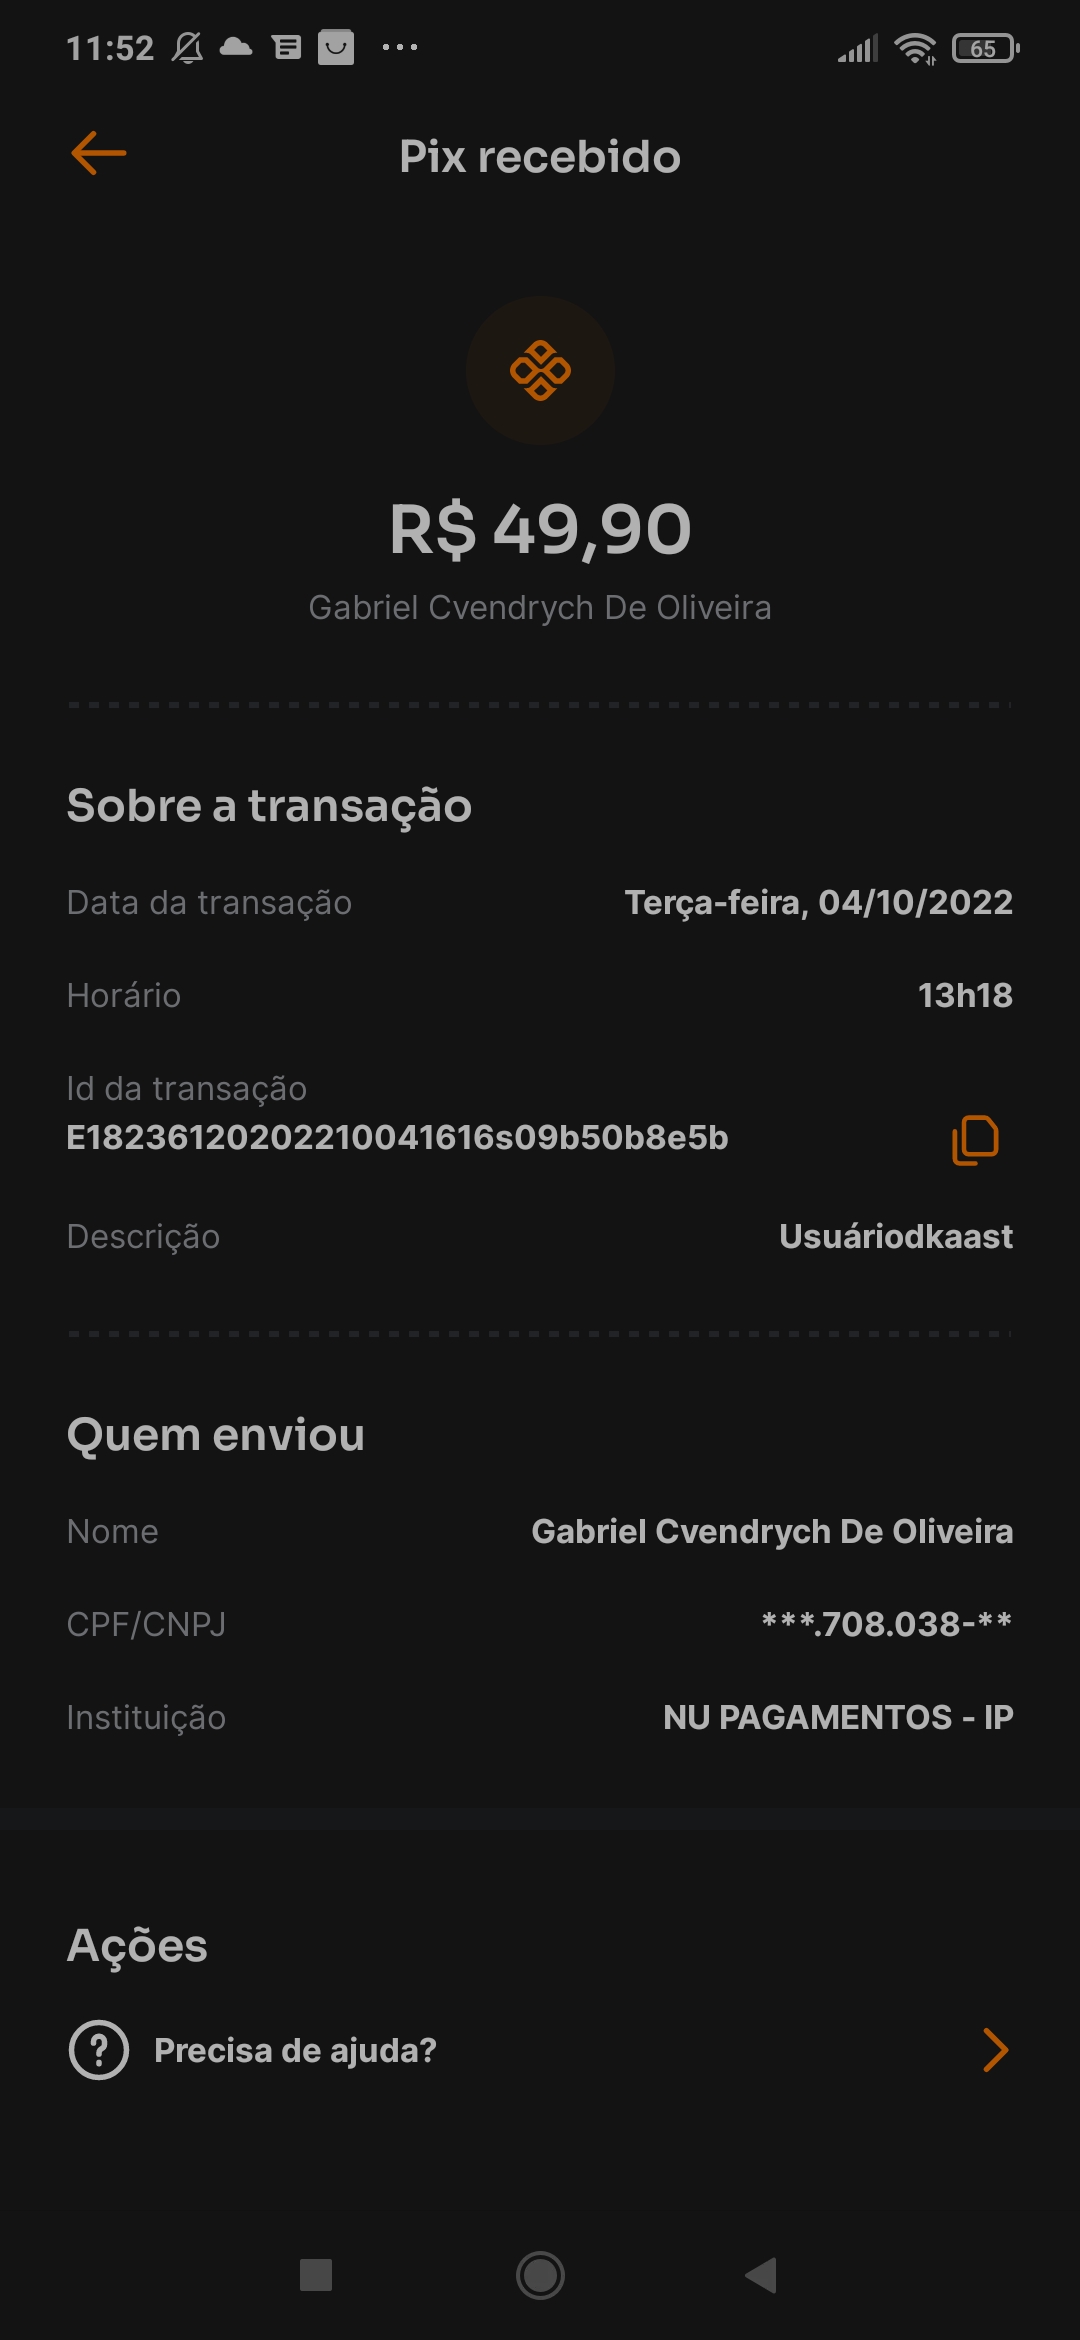 11:52
65
Pix recebido
R$ 49,90
Gabriel Cvendrych De Oliveira
Sobre a transação
Data da transação Terça-feira, 04/10/2022
Horário 13h18
Id da transação
E18236120202210041616s09b50b8e5b
Descrição Usuáriodkaast
Quem enviou
Nome Gabriel Cvendrych De Oliveira
CPF/CNPJ ***.708.038-**
Instituição NU PAGAMENTOS - IP
Ações
Precisa de ajuda?